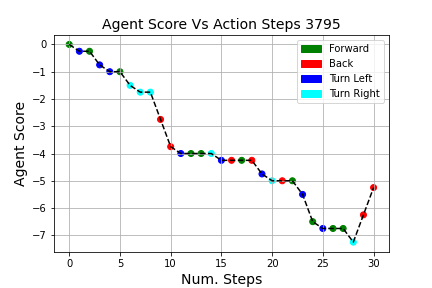 Agent Score Vs Action Steps 3795
Agent Score
0
−1
−2
−3
−4
−5
−6
−7
Forward
Back
Turn Left
Turn Right
0 5 10 15 20 25 30
Num. Steps